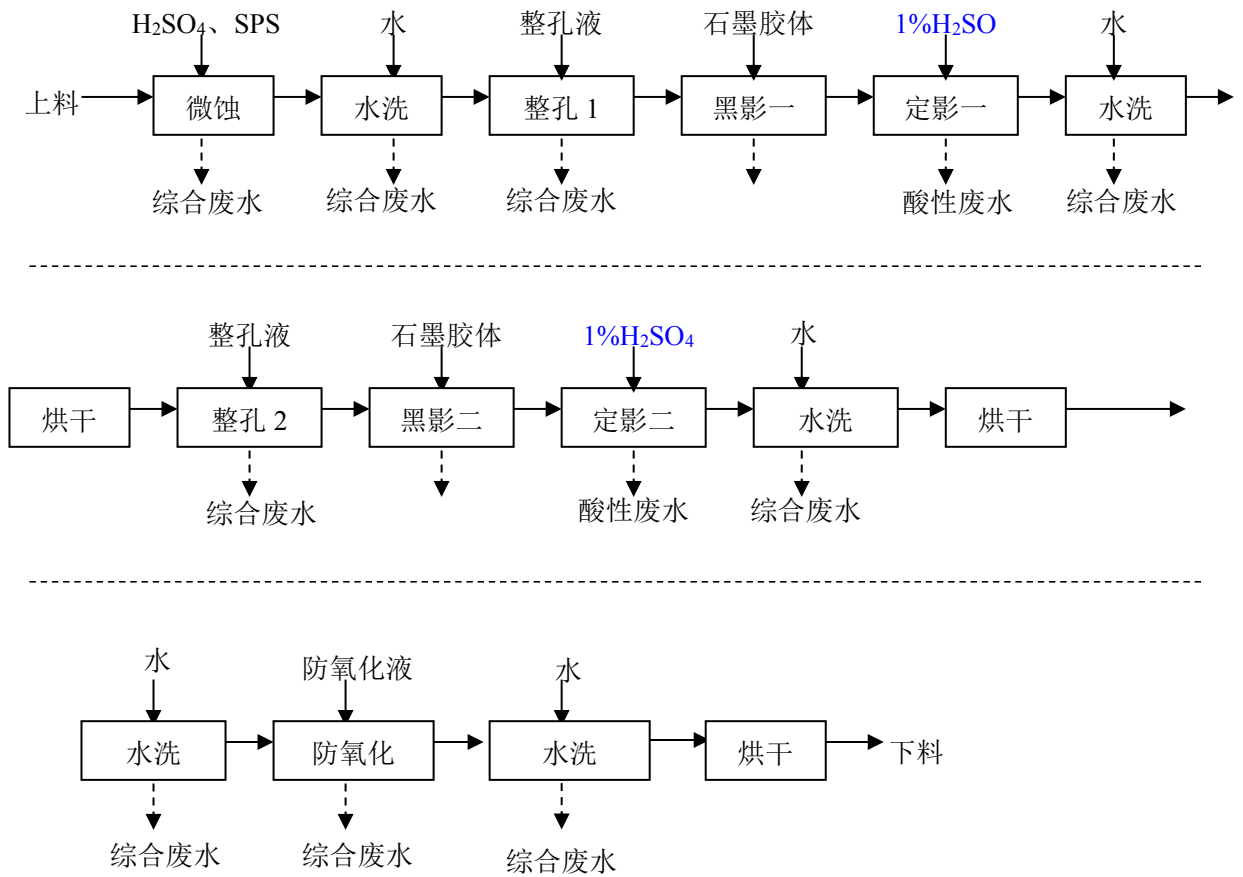 H₂SO₄、SPS 水 整孔液 石墨胶体 1%H₂SO 水
上料 微蚀 水洗 整孔 1 黑影一 定影一 水洗
综合废水 综合废水 综合废水 酸性废水 综合废水
整孔液 石墨胶体 1%H₂SO₄ 水
烘干 整孔 2 黑影二 定影二 水洗 烘干
综合废水 酸性废水 综合废水
水 防氧化液 水
水洗 防氧化 水洗 烘干 下料
综合废水 综合废水 综合废水